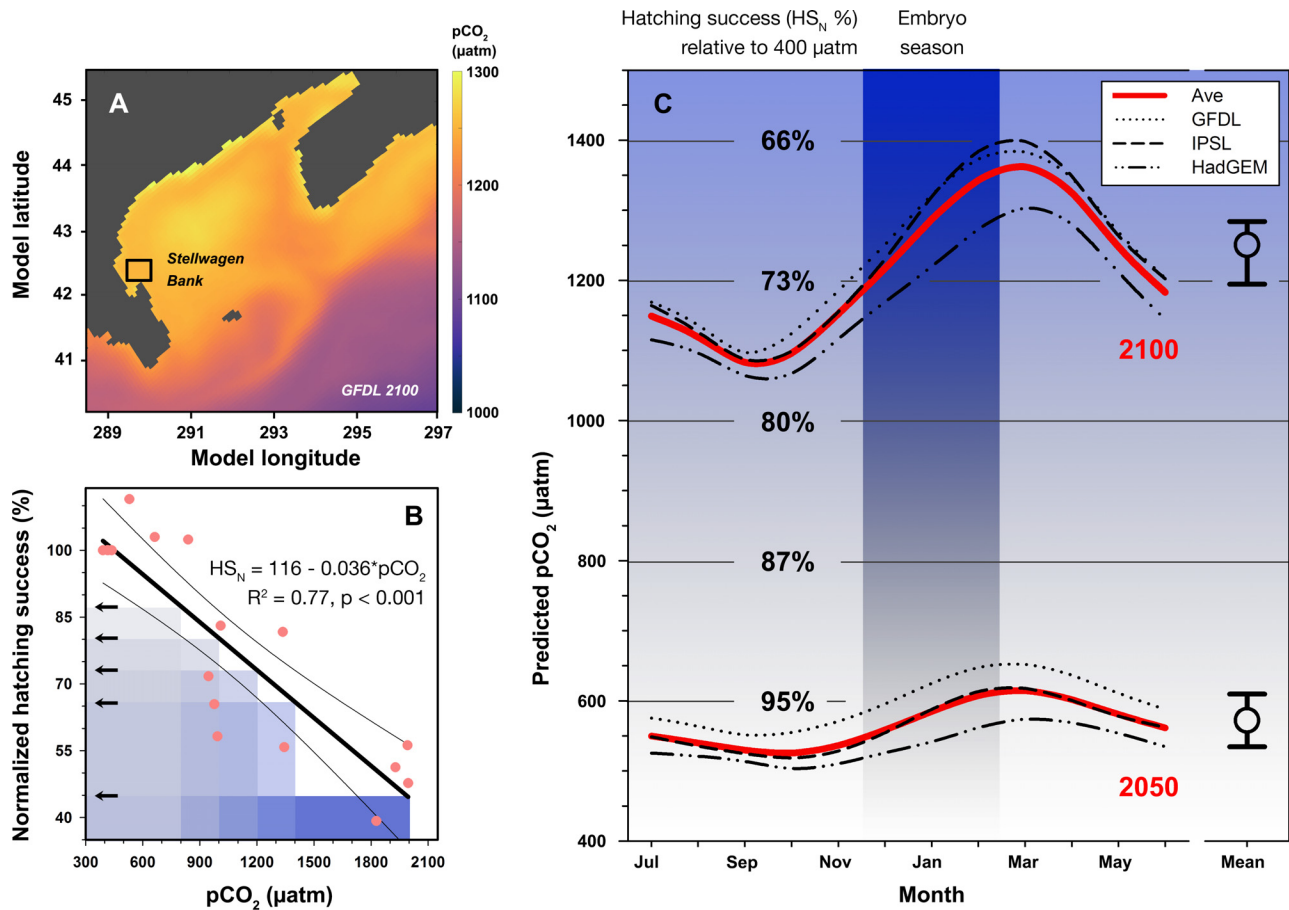 pCO₂
(µatm)
A
1300
1200
1100
1000
45
44
43
42
41
Model latitude
Stellwagen
Bank
GFDL 2100
289
291
293
295
297
Model longitude
B
HS_N = 116 - 0.036*pCO₂
R² = 0.77, p < 0.001
Normalized hatching success (%)
100
85
70
55
40
300
600
900
1200
1500
1800
2100
pCO₂ (µatm)
Hatching success (HS_N %)
relative to 400 µatm
Embryo
season
C
Ave
GFDL
IPSL
HadGEM
1400
1200
1000
800
600
400
Predicted pCO₂ (µatm)
66%
73%
80%
87%
95%
2100
2050
Jul
Sep
Nov
Jan
Mar
May
Mean
Month